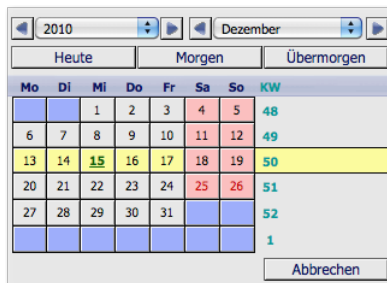 2010 Dezember
Heute Morgen Übermorgen
Mo Di Mi Do Fr Sa So KW
1 2 3 4 5 48
6 7 8 9 10 11 12 49
13 14 15 16 17 18 19 50
20 21 22 23 24 25 26 51
27 28 29 30 31 52
1
Abbrechen